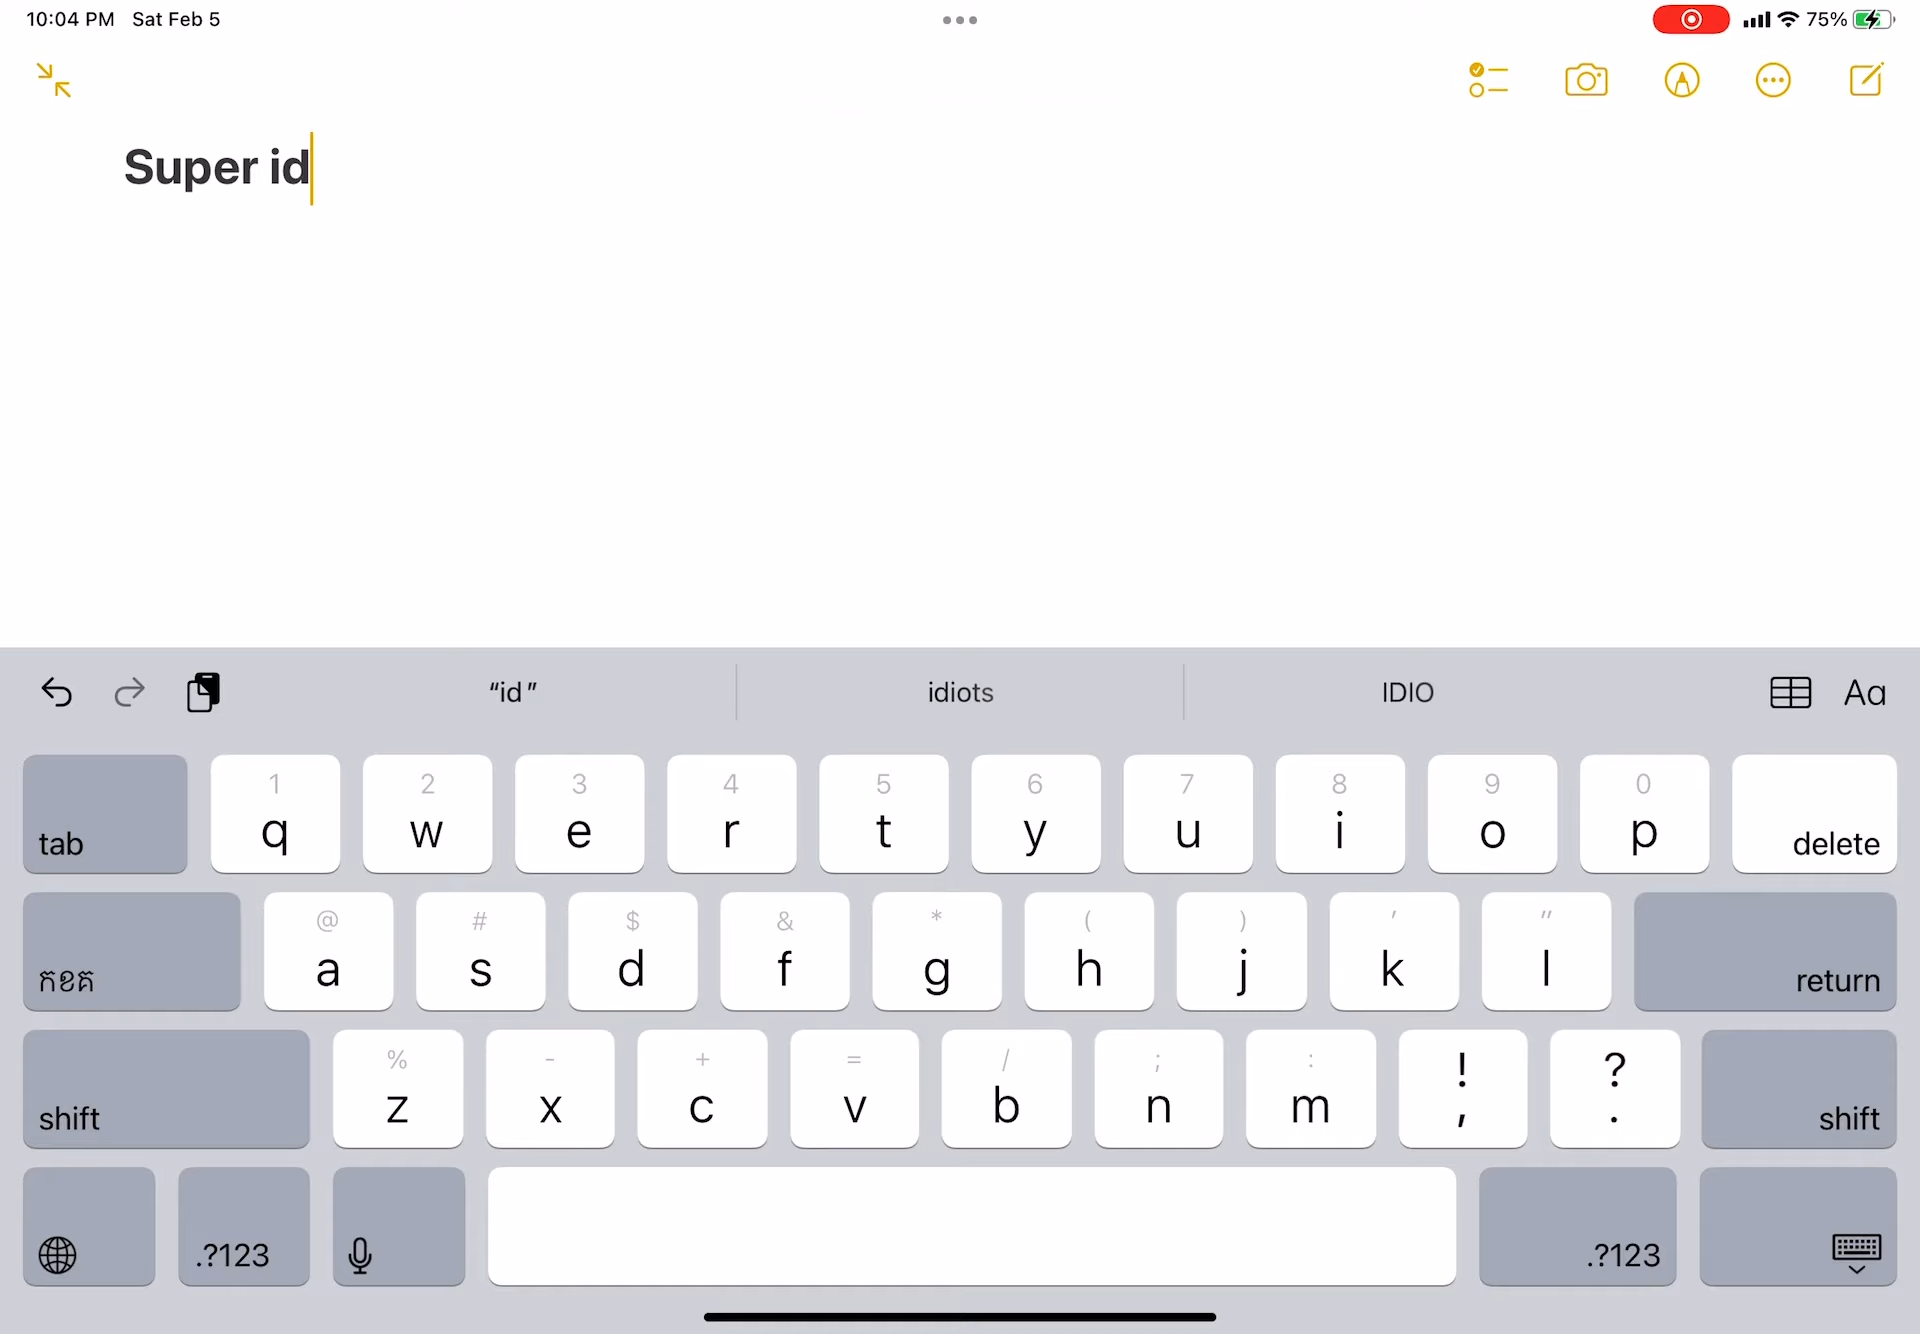 10:04 PM Sat Feb 5
75%
Super id
“id” idiots IDIO Aa
tab 1 q 2 w 3 e 4 r 5 t 6 y 7 u 8 i 9 o 0 p delete
កខគ @ a # s $ d & f * g ( h ) j ' k " l return
shift % z - x + c = v / b ; n : m ! , ? . shift
.?123 .?123